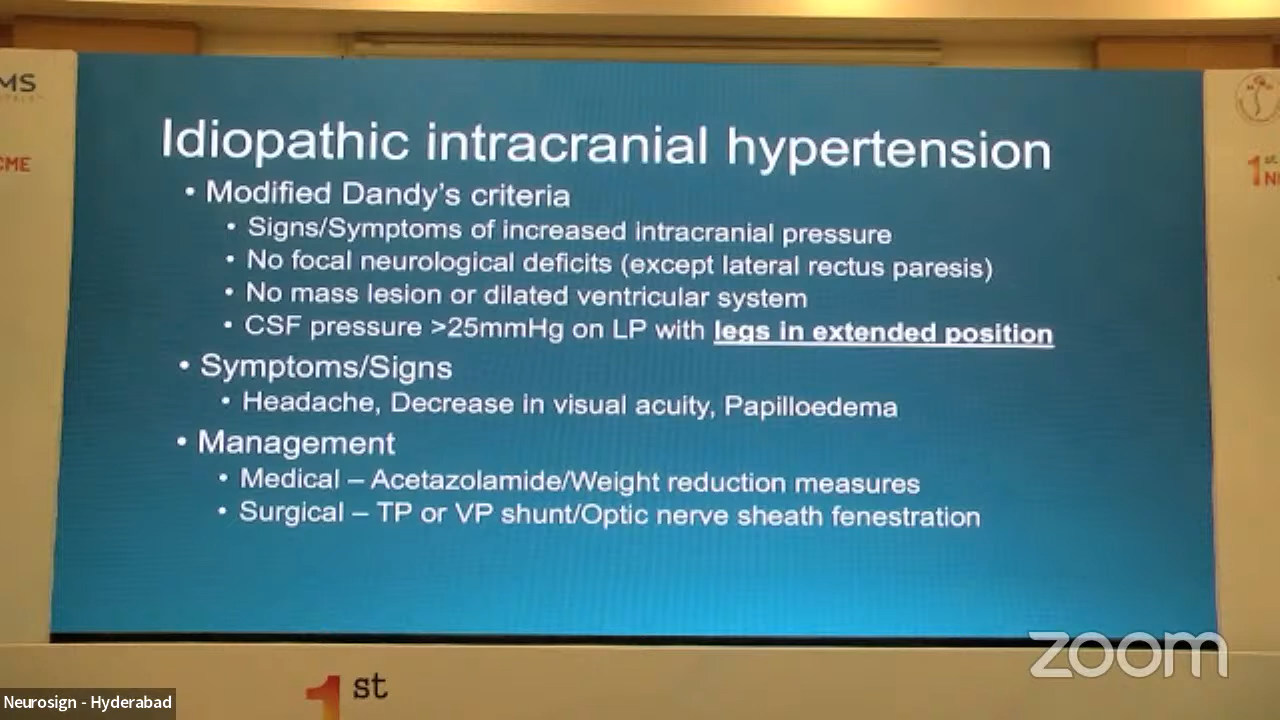 MS
CME
1st
Idiopathic intracranial hypertension
• Modified Dandy's criteria
• Signs/Symptoms of increased intracranial pressure
• No focal neurological deficits (except lateral rectus paresis)
• No mass lesion or dilated ventricular system
• CSF pressure >25mmHg on LP with legs in extended position
• Symptoms/Signs
• Headache, Decrease in visual acuity, Papilloedema
• Management
• Medical – Acetazolamide/Weight reduction measures
• Surgical – TP or VP shunt/Optic nerve sheath fenestration
zoom
1st
Neurosign - Hyderabad